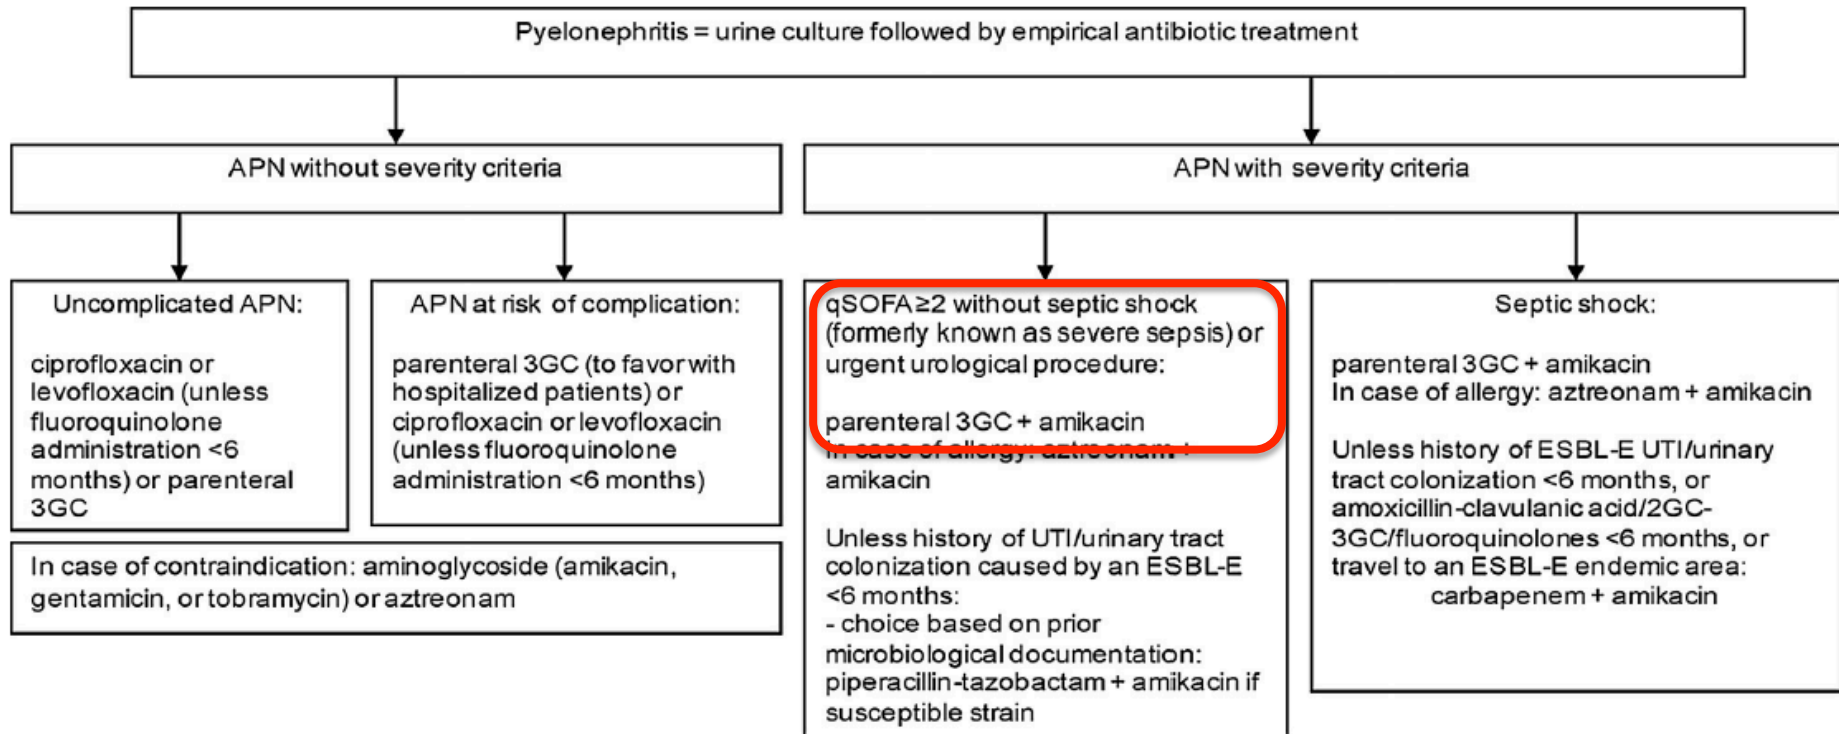 Pyelonephritis = urine culture followed by empirical antibiotic treatment
APN without severity criteria
APN with severity criteria
Uncomplicated APN:
ciprofloxacin or
levofloxacin (unless
fluoroquinolone
administration <6
months) or parenteral
3GC
APN at risk of complication:
parenteral 3GC (to favor with
hospitalized patients) or
ciprofloxacin or levofloxacin
(unless fluoroquinolone
administration <6 months)
In case of contraindication: aminoglycoside (amikacin,
gentamicin, or tobramycin) or aztreonam
qSOFA≥2 without septic shock
(formerly known as severe sepsis) or
urgent urological procedure:
parenteral 3GC + amikacin
In case of allergy: aztreonam +
amikacin
Unless history of UTI/urinary tract
colonization caused by an ESBL-E
<6 months:
- choice based on prior
microbiological documentation:
piperacillin-tazobactam + amikacin if
susceptible strain
Septic shock:
parenteral 3GC + amikacin
In case of allergy: aztreonam + amikacin
Unless history of ESBL-E UTI/urinary
tract colonization <6 months, or
amoxicillin-clavulanic acid/2GC-
3GC/fluoroquinolones <6 months, or
travel to an ESBL-E endemic area:
carbapenem + amikacin